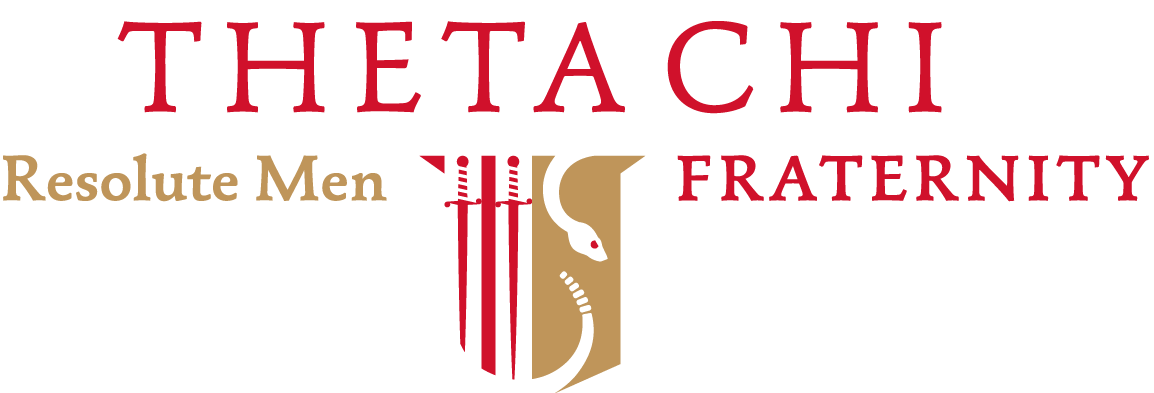 THETA CHI
Resolute Men FRATERNITY